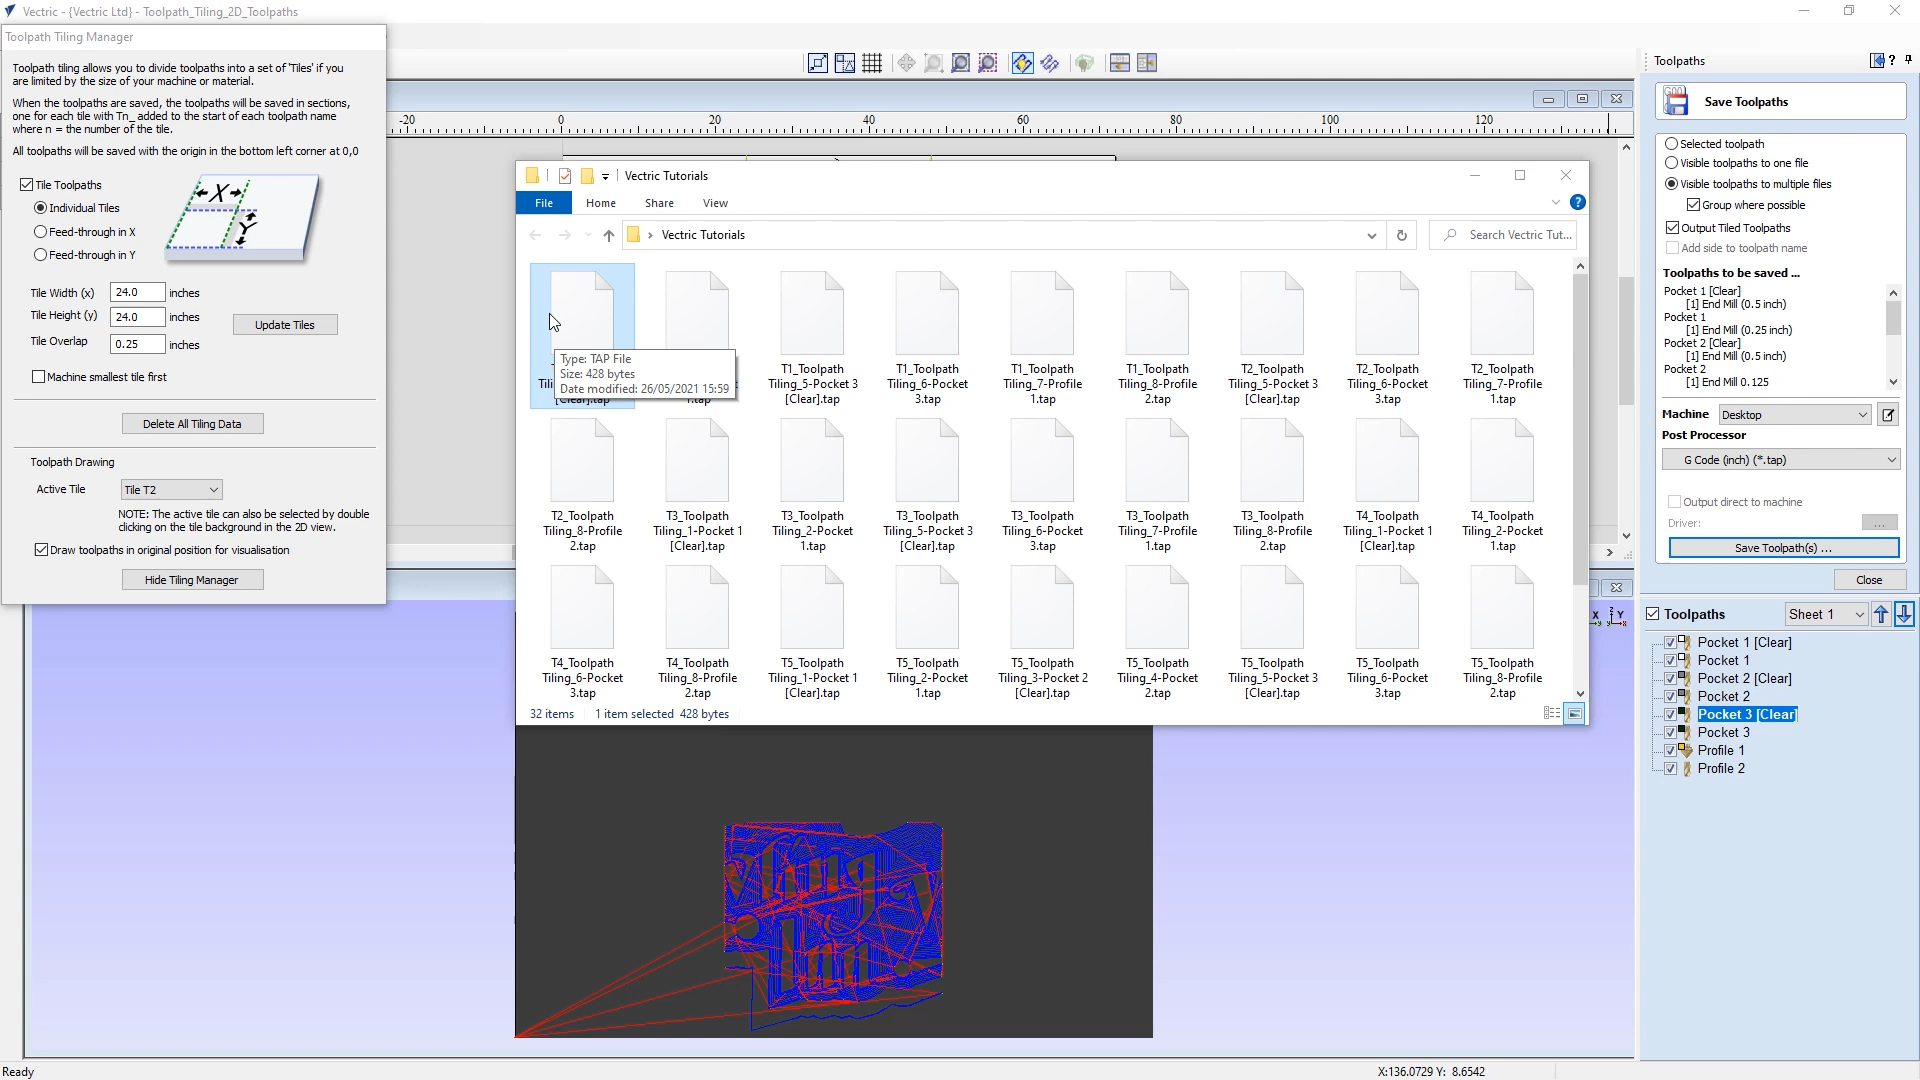 Vectric - {Vectric Ltd} - Toolpath_Tiling_2D_Toolpaths
Toolpath Tiling Manager
Toolpath tiling allows you to divide toolpaths into a set of 'Tiles' if you
are limited by the size of your machine or material.
When the toolpaths are saved, the toolpaths will be saved in sections,
one for each tile with Tn_ added to the start of each toolpath name
where n = the number of the tile.
All toolpaths will be saved with the origin in the bottom left corner at 0,0
Tile Toolpaths
Individual Tiles
Feed-through in X
Feed-through in Y
X
Y
Tile Width (x) 24.0 inches
Tile Height (y) 24.0 inches
Tile Overlap 0.25 inches
Update Tiles
Machine smallest tile first
Delete All Tiling Data
Toolpath Drawing
Active Tile Tile T2
NOTE: The active tile can also be selected by double
clicking on the tile background in the 2D view.
Draw toolpaths in original position for visualisation
Hide Tiling Manager
-20 0 20 40 60 80 100 120
Vectric Tutorials
File Home Share View
Vectric Tutorials
Search Vectric Tut...
Type: TAP File
Size: 428 bytes
Date modified: 26/05/2021 15:59
[Clear].tap
1.tap
T1_Toolpath
Tiling_5-Pocket 3
[Clear].tap
T1_Toolpath
Tiling_6-Pocket
3.tap
T1_Toolpath
Tiling_7-Profile
1.tap
T1_Toolpath
Tiling_8-Profile
2.tap
T2_Toolpath
Tiling_5-Pocket 3
[Clear].tap
T2_Toolpath
Tiling_6-Pocket
3.tap
T2_Toolpath
Tiling_7-Profile
1.tap
T2_Toolpath
Tiling_8-Profile
2.tap
T3_Toolpath
Tiling_1-Pocket 1
[Clear].tap
T3_Toolpath
Tiling_2-Pocket
1.tap
T3_Toolpath
Tiling_5-Pocket 3
[Clear].tap
T3_Toolpath
Tiling_6-Pocket
3.tap
T3_Toolpath
Tiling_7-Profile
1.tap
T3_Toolpath
Tiling_8-Profile
2.tap
T4_Toolpath
Tiling_1-Pocket 1
[Clear].tap
T4_Toolpath
Tiling_2-Pocket
1.tap
T4_Toolpath
Tiling_6-Pocket
3.tap
T4_Toolpath
Tiling_8-Profile
2.tap
T5_Toolpath
Tiling_1-Pocket 1
[Clear].tap
T5_Toolpath
Tiling_2-Pocket
1.tap
T5_Toolpath
Tiling_3-Pocket 2
[Clear].tap
T5_Toolpath
Tiling_4-Pocket
2.tap
T5_Toolpath
Tiling_5-Pocket 3
[Clear].tap
T5_Toolpath
Tiling_6-Pocket
3.tap
T5_Toolpath
Tiling_8-Profile
2.tap
32 items 1 item selected 428 bytes
Toolpaths
Save Toolpaths
Selected toolpath
Visible toolpaths to one file
Visible toolpaths to multiple files
Group where possible
Output Tiled Toolpaths
Add side to toolpath name
Toolpaths to be saved ...
Pocket 1 [Clear]
[1] End Mill (0.5 inch)
Pocket 1
[1] End Mill (0.25 inch)
Pocket 2 [Clear]
[1] End Mill (0.5 inch)
Pocket 2
[1] End Mill 0.125
Machine Desktop
Post Processor
G Code (inch) (*.tap)
Output direct to machine
Driver: ...
Save Toolpath(s) ...
Close
Toolpaths Sheet 1
Pocket 1 [Clear]
Pocket 1
Pocket 2 [Clear]
Pocket 2
Pocket 3 [Clear]
Pocket 3
Profile 1
Profile 2
Ready
X:136.0729 Y: 8.6542